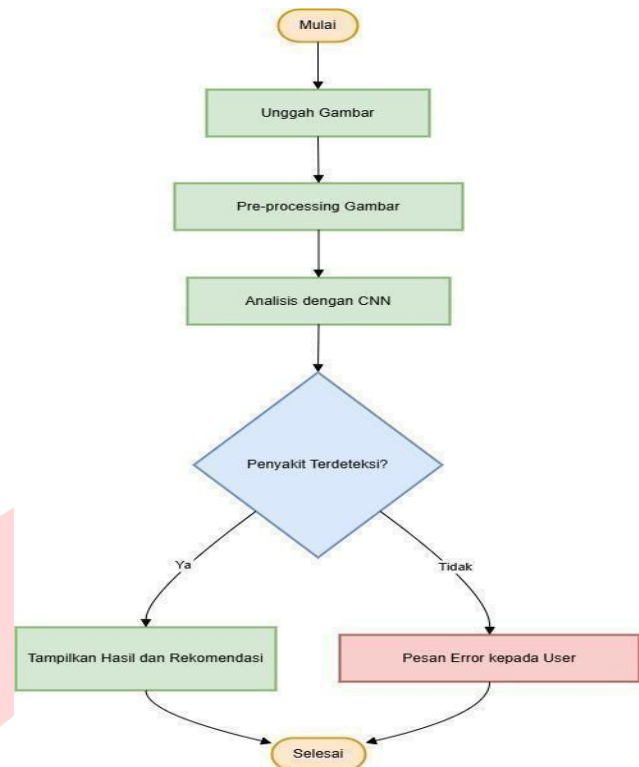 Mulai
Unggah Gambar
Pre-processing Gambar
Analisis dengan CNN
Penyakit Terdeteksi?
Ya
Tidak
Tampilkan Hasil dan Rekomendasi
Pesan Error kepada User
Selesai